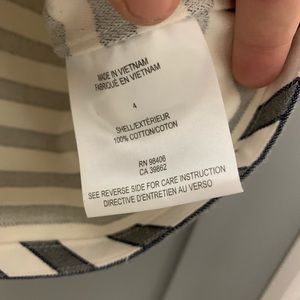 MADE IN VIETNAM
FABRIQUÉ EN VIETNAM
4
SHELL/EXTÉRIEUR
100% COTTON/COTON
RN 98406
CA 39862
SEE REVERSE SIDE FOR CARE INSTRUCTION
DIRECTIVE D'ENTRETIEN AU VERSO